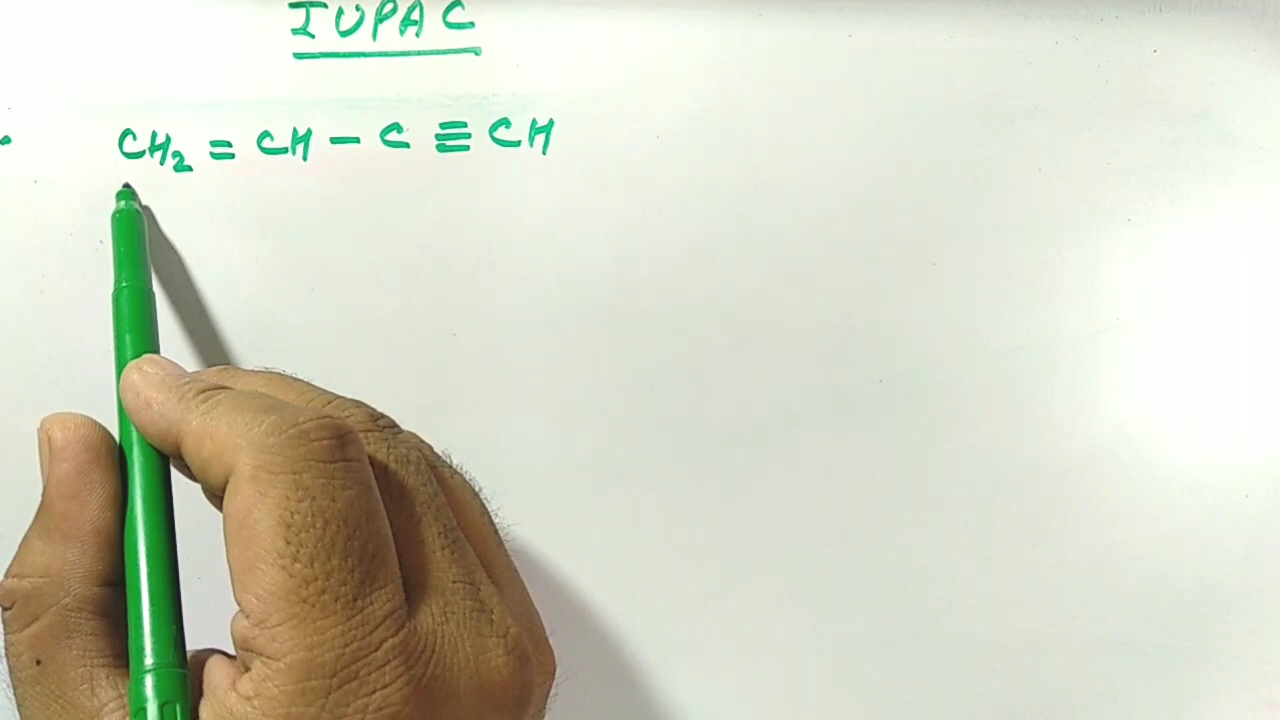 IUPAC
CH₂ = CH - C ≡ CH